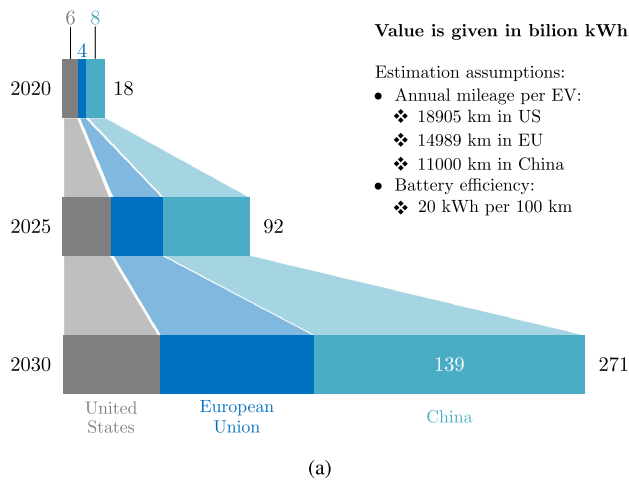 6 8
4
Value is given in bilion kWh
Estimation assumptions:
● Annual mileage per EV:
❖ 18905 km in US
❖ 14989 km in EU
❖ 11000 km in China
● Battery efficiency:
❖ 20 kWh per 100 km
2020 18
2025 92
2030 139 271
United
States
European
Union
China
(a)